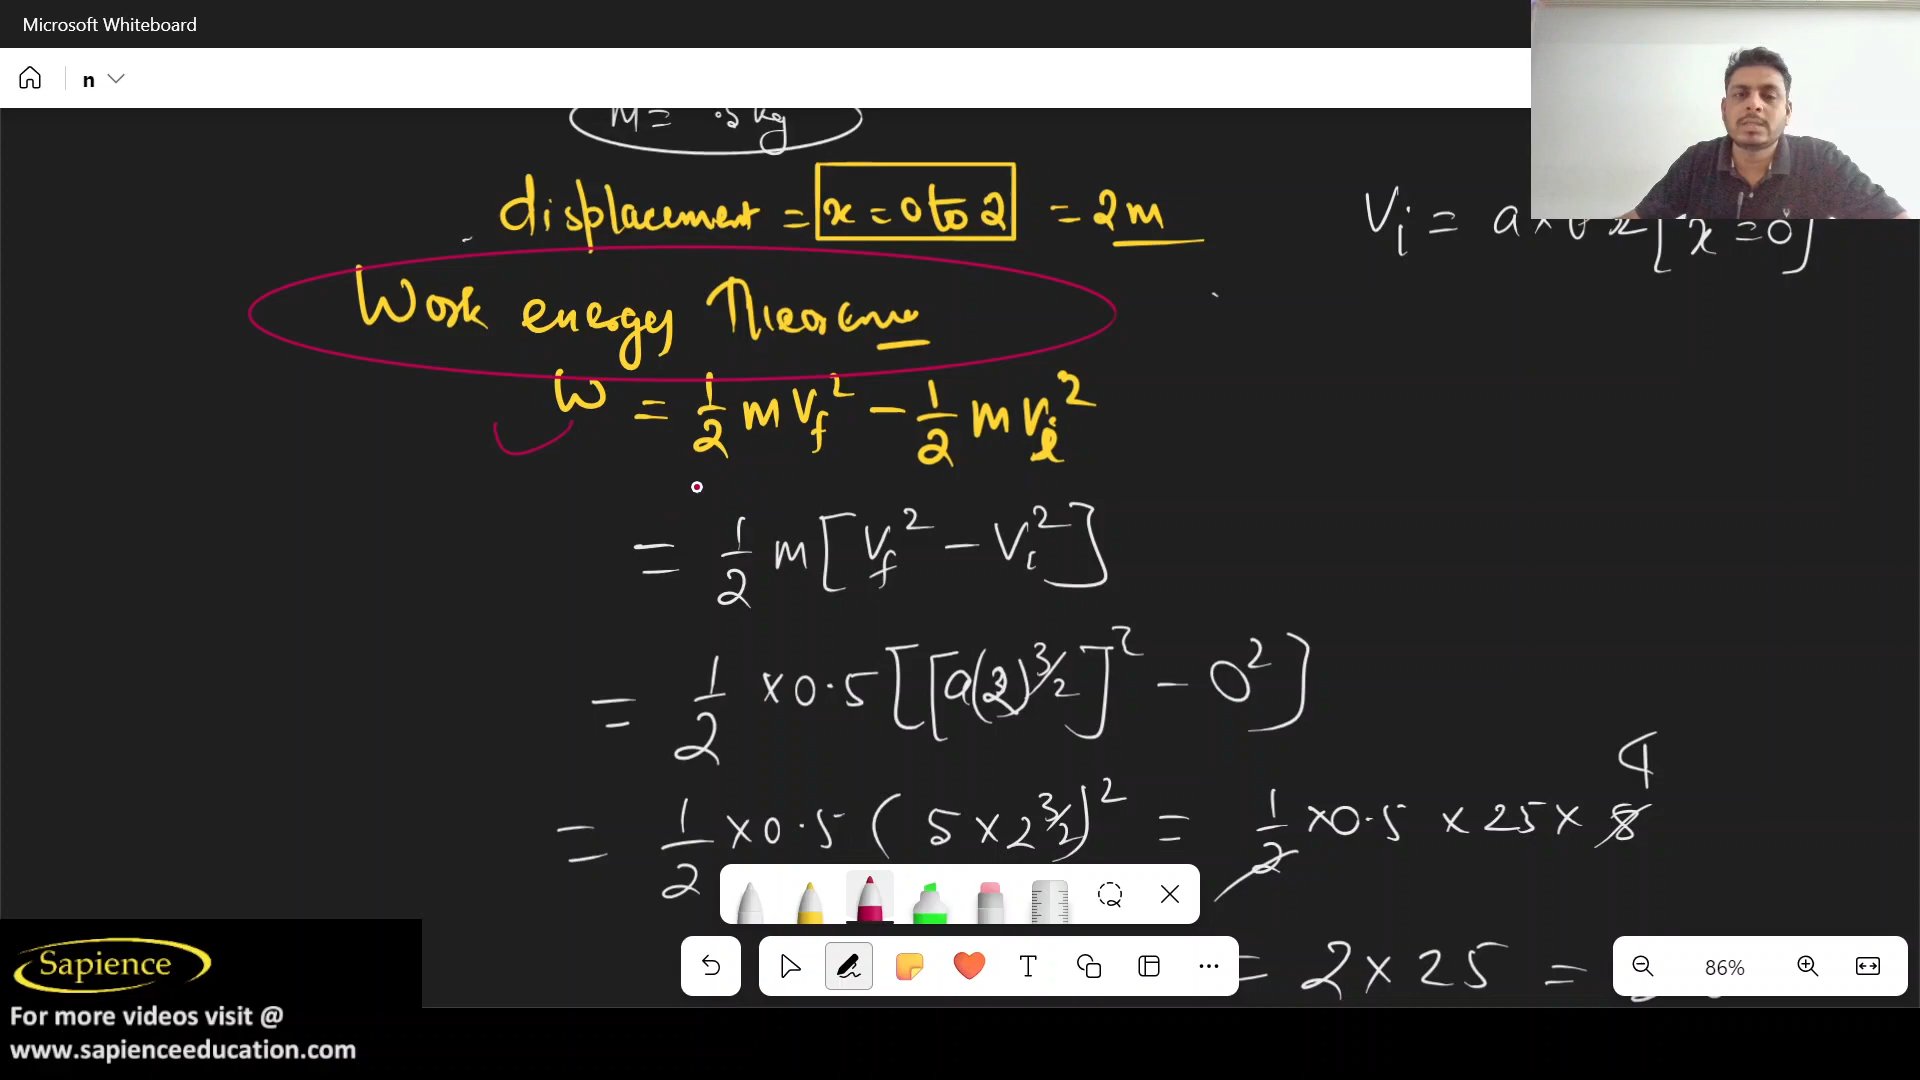 Microsoft Whiteboard
n
M = .5 kg
displacement = x = 0 to 2 = 2m
Vi = a × 0 [x = 0]
Work energy
W = 1/2 m Vf² - 1/2 m Vi²
= 1/2 m [Vf² - Vi²]
= 1/2 × 0.5 [[a(2)^3/2]² - 0²]
4
= 1/2 × 0.5 (5 × 2^3/2)² = 1/2 × 0.5 × 25 × 8
= 2 × 25 =
86%
T
Sapience
For more videos visit @
www.sapienceeducation.com